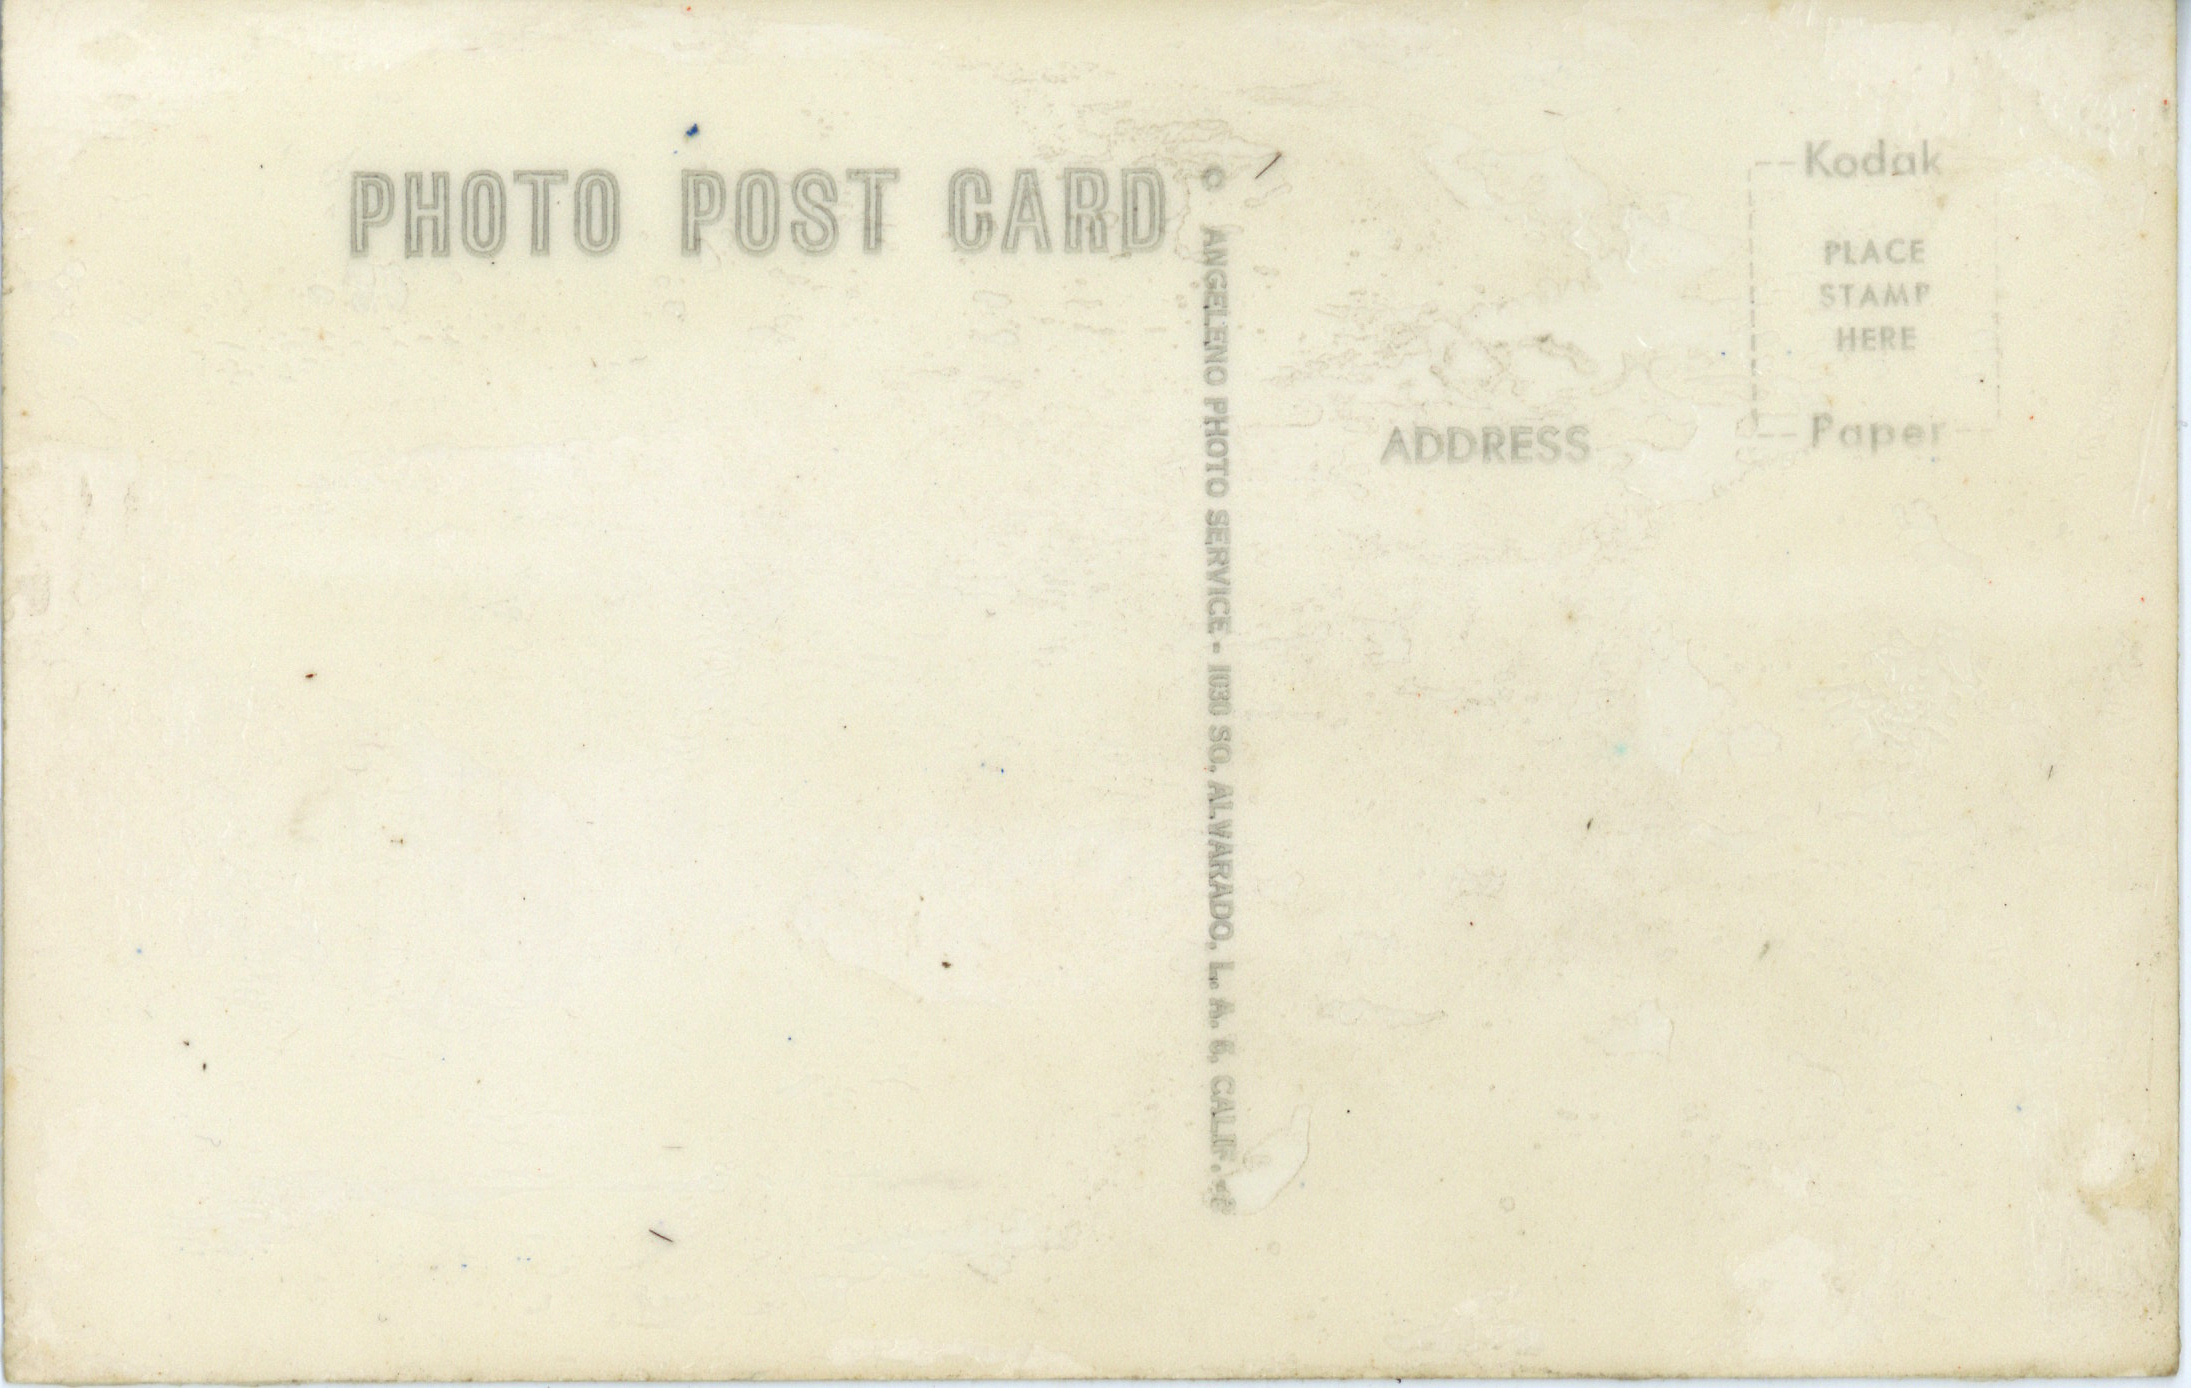 PHOTO POST CARD
ANGELENO PHOTO SERVICE - 1030 SO. ALVARADO, L. A. 6, CALIF.
Kodak
PLACE
STAMP
HERE
Paper
ADDRESS